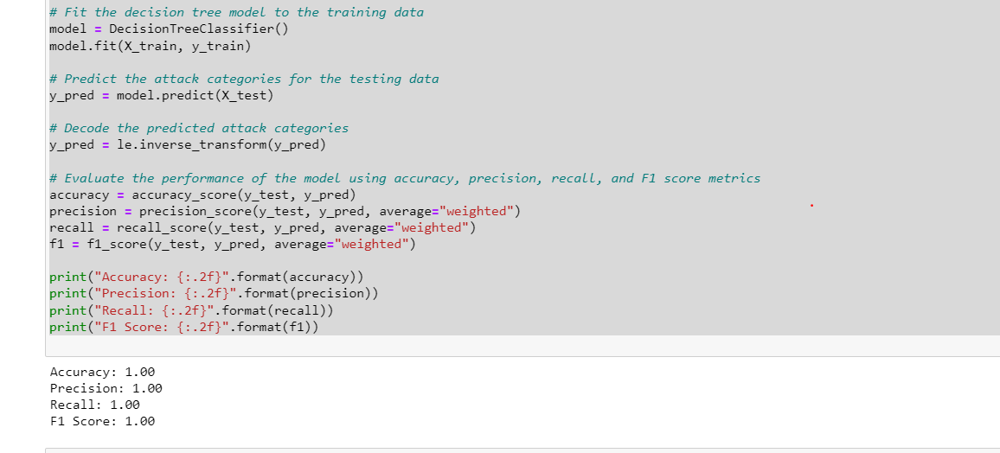 # Fit the decision tree model to the training data
model = DecisionTreeClassifier()
model.fit(X_train, y_train)
# Predict the attack categories for the testing data
y_pred = model.predict(X_test)
# Decode the predicted attack categories
y_pred = le.inverse_transform(y_pred)
# Evaluate the performance of the model using accuracy, precision, recall, and F1 score metrics
accuracy = accuracy_score(y_test, y_pred)
precision = precision_score(y_test, y_pred, average="weighted")
recall = recall_score(y_test, y_pred, average="weighted")
f1 = f1_score(y_test, y_pred, average="weighted")
print("Accuracy: {:.2f}".format(accuracy))
print("Precision: {:.2f}".format(precision))
print("Recall: {:.2f}".format(recall))
print("F1 Score: {:.2f}".format(f1))
Accuracy: 1.00
Precision: 1.00
Recall: 1.00
F1 Score: 1.00